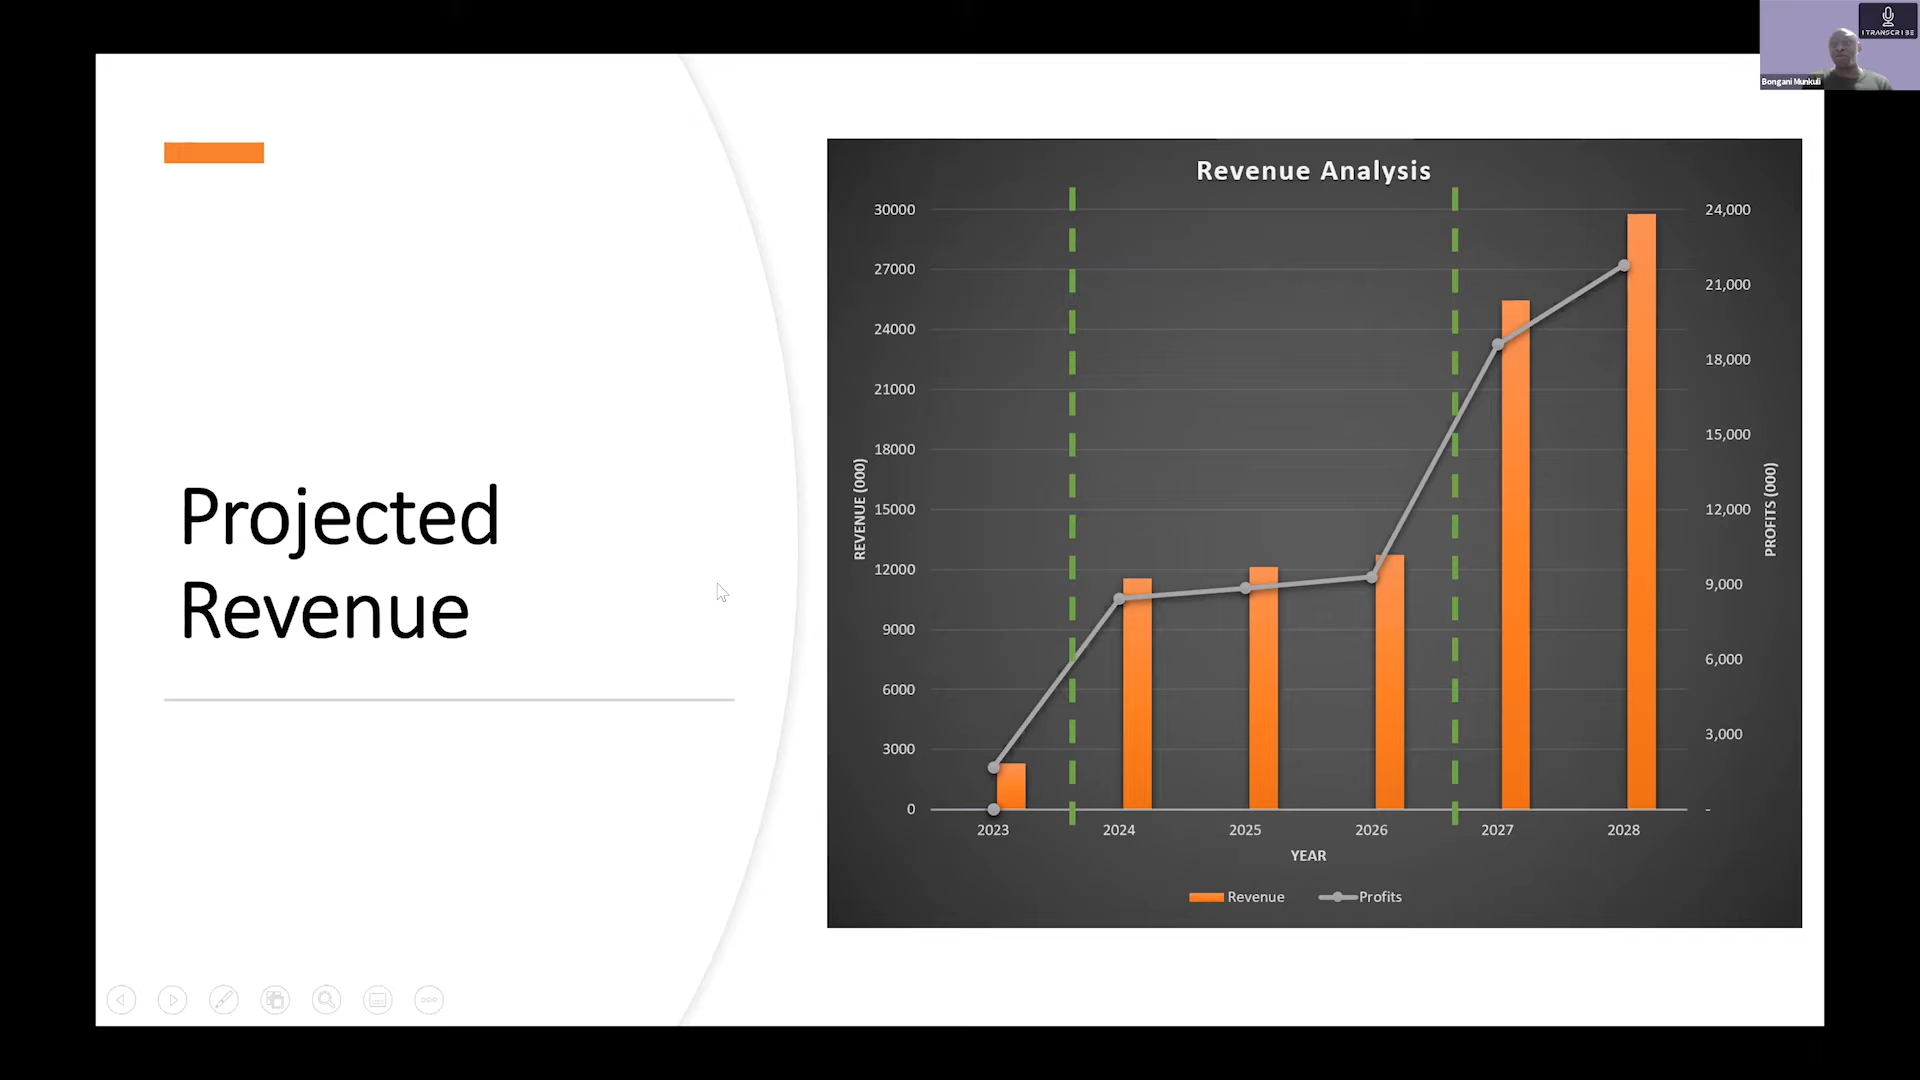 ITRANSCRIBE
Bongani Munkuli
Projected
Revenue
Revenue Analysis
30000
27000
24000
21000
18000
15000
12000
9000
6000
3000
0
REVENUE (000)
24,000
21,000
18,000
15,000
12,000
9,000
6,000
3,000
-
PROFITS (000)
2023 2024 2025 2026 2027 2028
YEAR
Revenue Profits